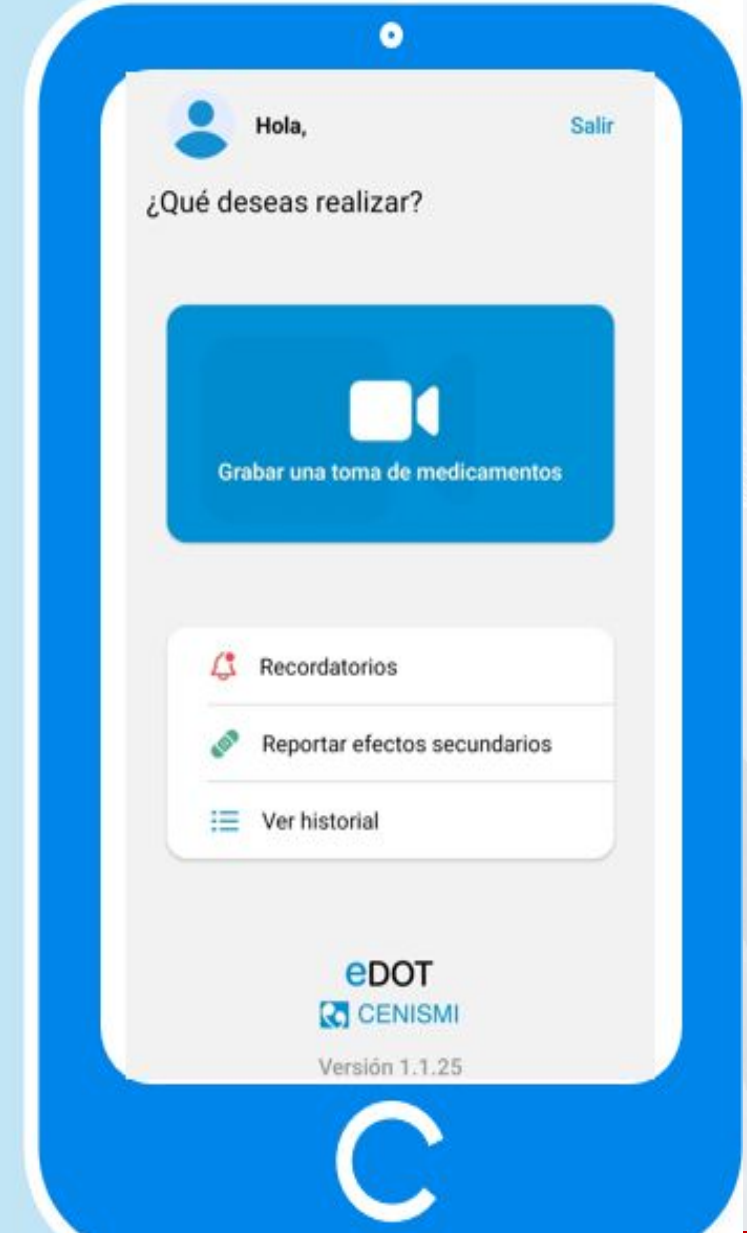 Hola,
Salir
¿Qué deseas realizar?
Grabar una toma de medicamentos
Recordatorios
Reportar efectos secundarios
Ver historial
eDOT
CENISMI
Versión 1.1.25